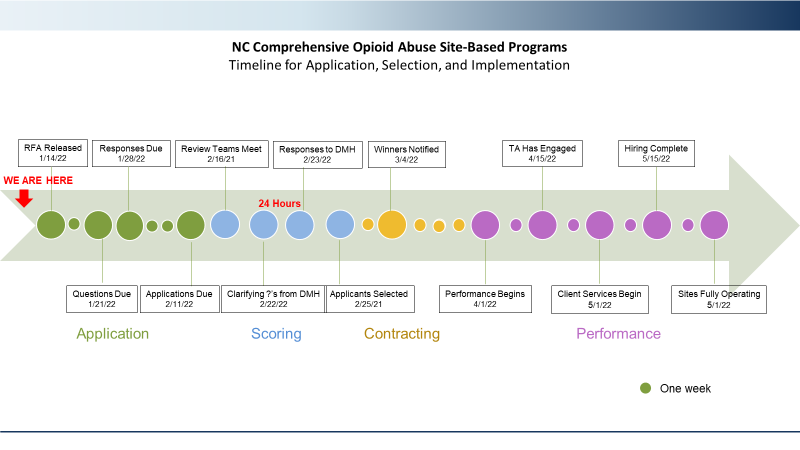 NC Comprehensive Opioid Abuse Site-Based Programs
Timeline for Application, Selection, and Implementation
RFA Released
1/14/22
Responses Due
1/28/22
Review Teams Meet
2/16/21
Responses to DMH
2/23/22
Winners Notified
3/4/22
TA Has Engaged
4/15/22
Hiring Complete
5/15/22
WE ARE HERE
24 Hours
Questions Due
1/21/22
Applications Due
2/11/22
Clarifying ?'s from DMH
2/22/22
Applicants Selected
2/25/21
Performance Begins
4/1/22
Client Services Begin
5/1/22
Sites Fully Operating
5/1/22
Application
Scoring
Contracting
Performance
One week